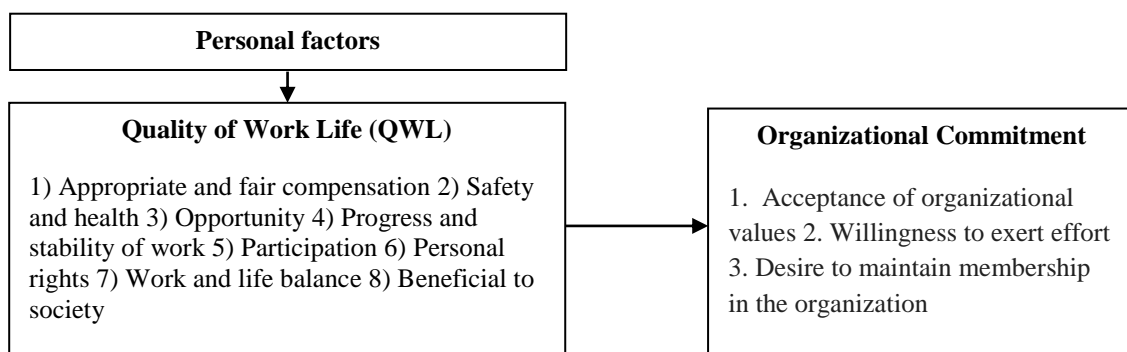 Personal factors
Quality of Work Life (QWL)
1) Appropriate and fair compensation 2) Safety
and health 3) Opportunity 4) Progress and
stability of work 5) Participation 6) Personal
rights 7) Work and life balance 8) Beneficial to
society
Organizational Commitment
1. Acceptance of organizational
values 2. Willingness to exert effort
3. Desire to maintain membership
in the organization